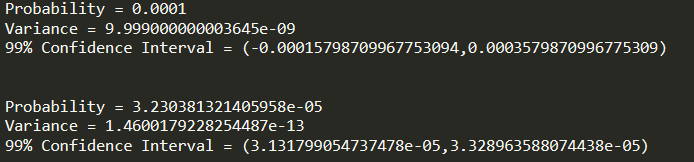 Probability = 0.0001
Variance = 9.999000000003645e-09
99% Confidence Interval = (-0.00015798709967753094,0.0003579870996775309)
Probability = 3.230381321405958e-05
Variance = 1.4600179228254487e-13
99% Confidence Interval = (3.131799054737478e-05,3.328963588074438e-05)